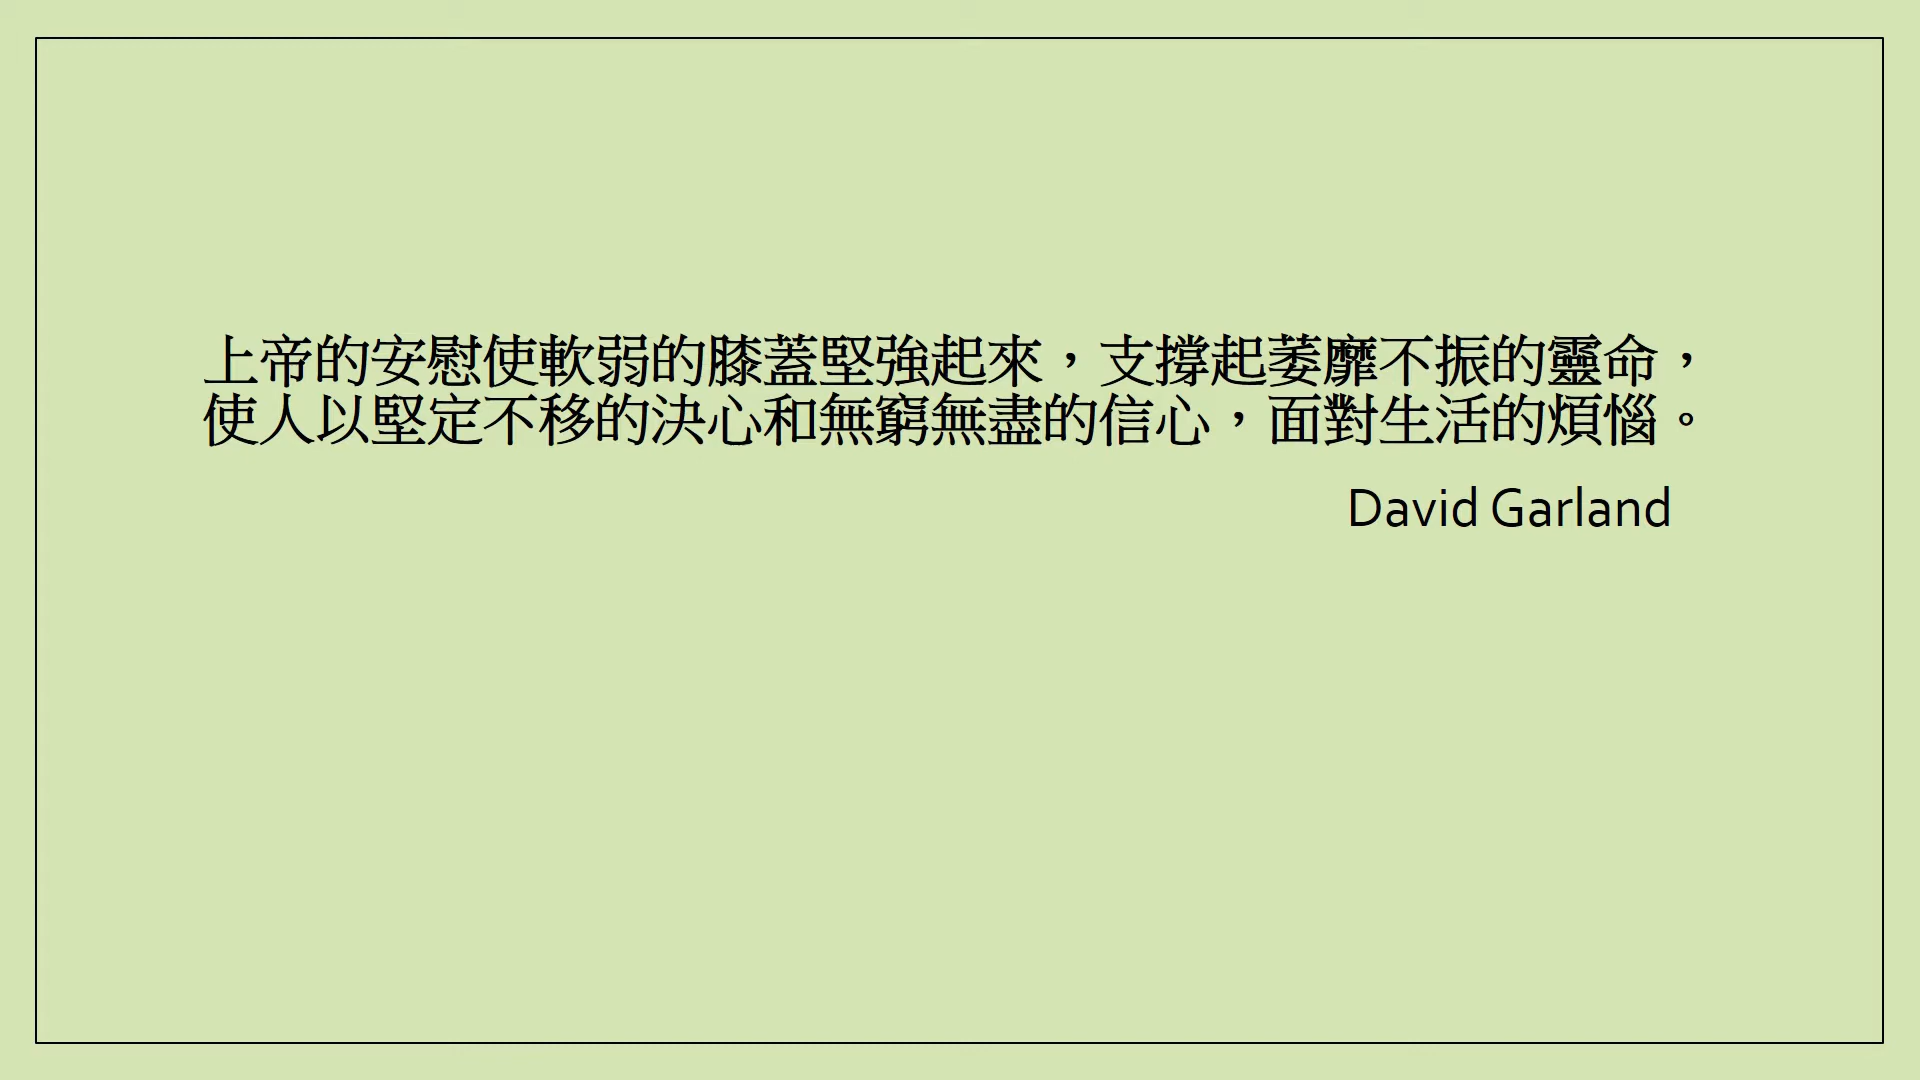 上帝的安慰使軟弱的膝蓋堅強起來，支撐起萎靡不振的靈命，
使人以堅定不移的決心和無窮無盡的信心，面對生活的煩惱。
David Garland